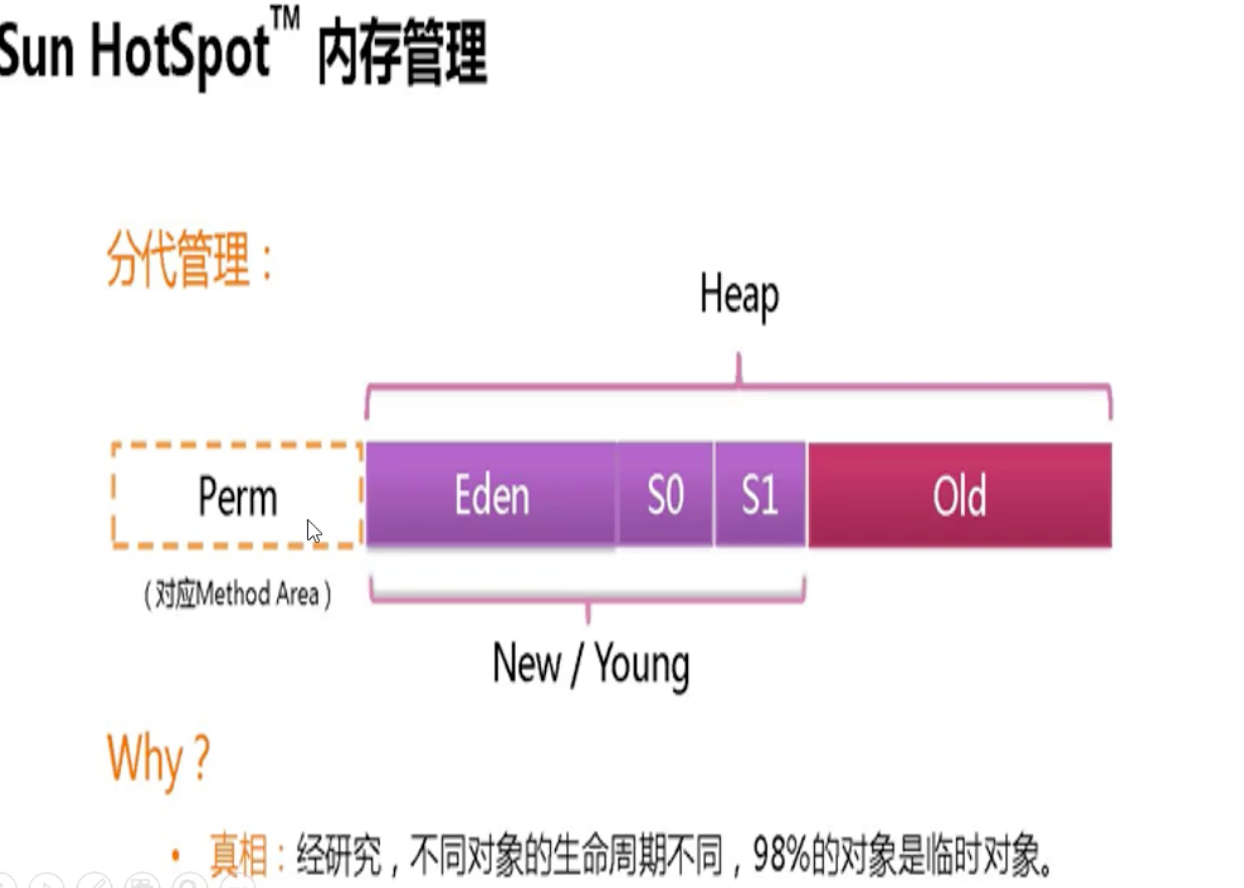 Sun HotSpot™ 内存管理
分代管理：
Heap
Perm
Eden
S0
S1
Old
（对应Method Area）
New / Young
Why？
• 真相：经研究，不同对象的生命周期不同，98%的对象是临时对象。